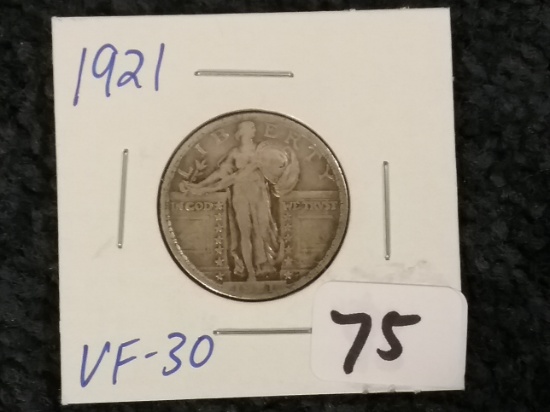 1921
LIBERTY
IN GOD WE TRUST
VF-30
75